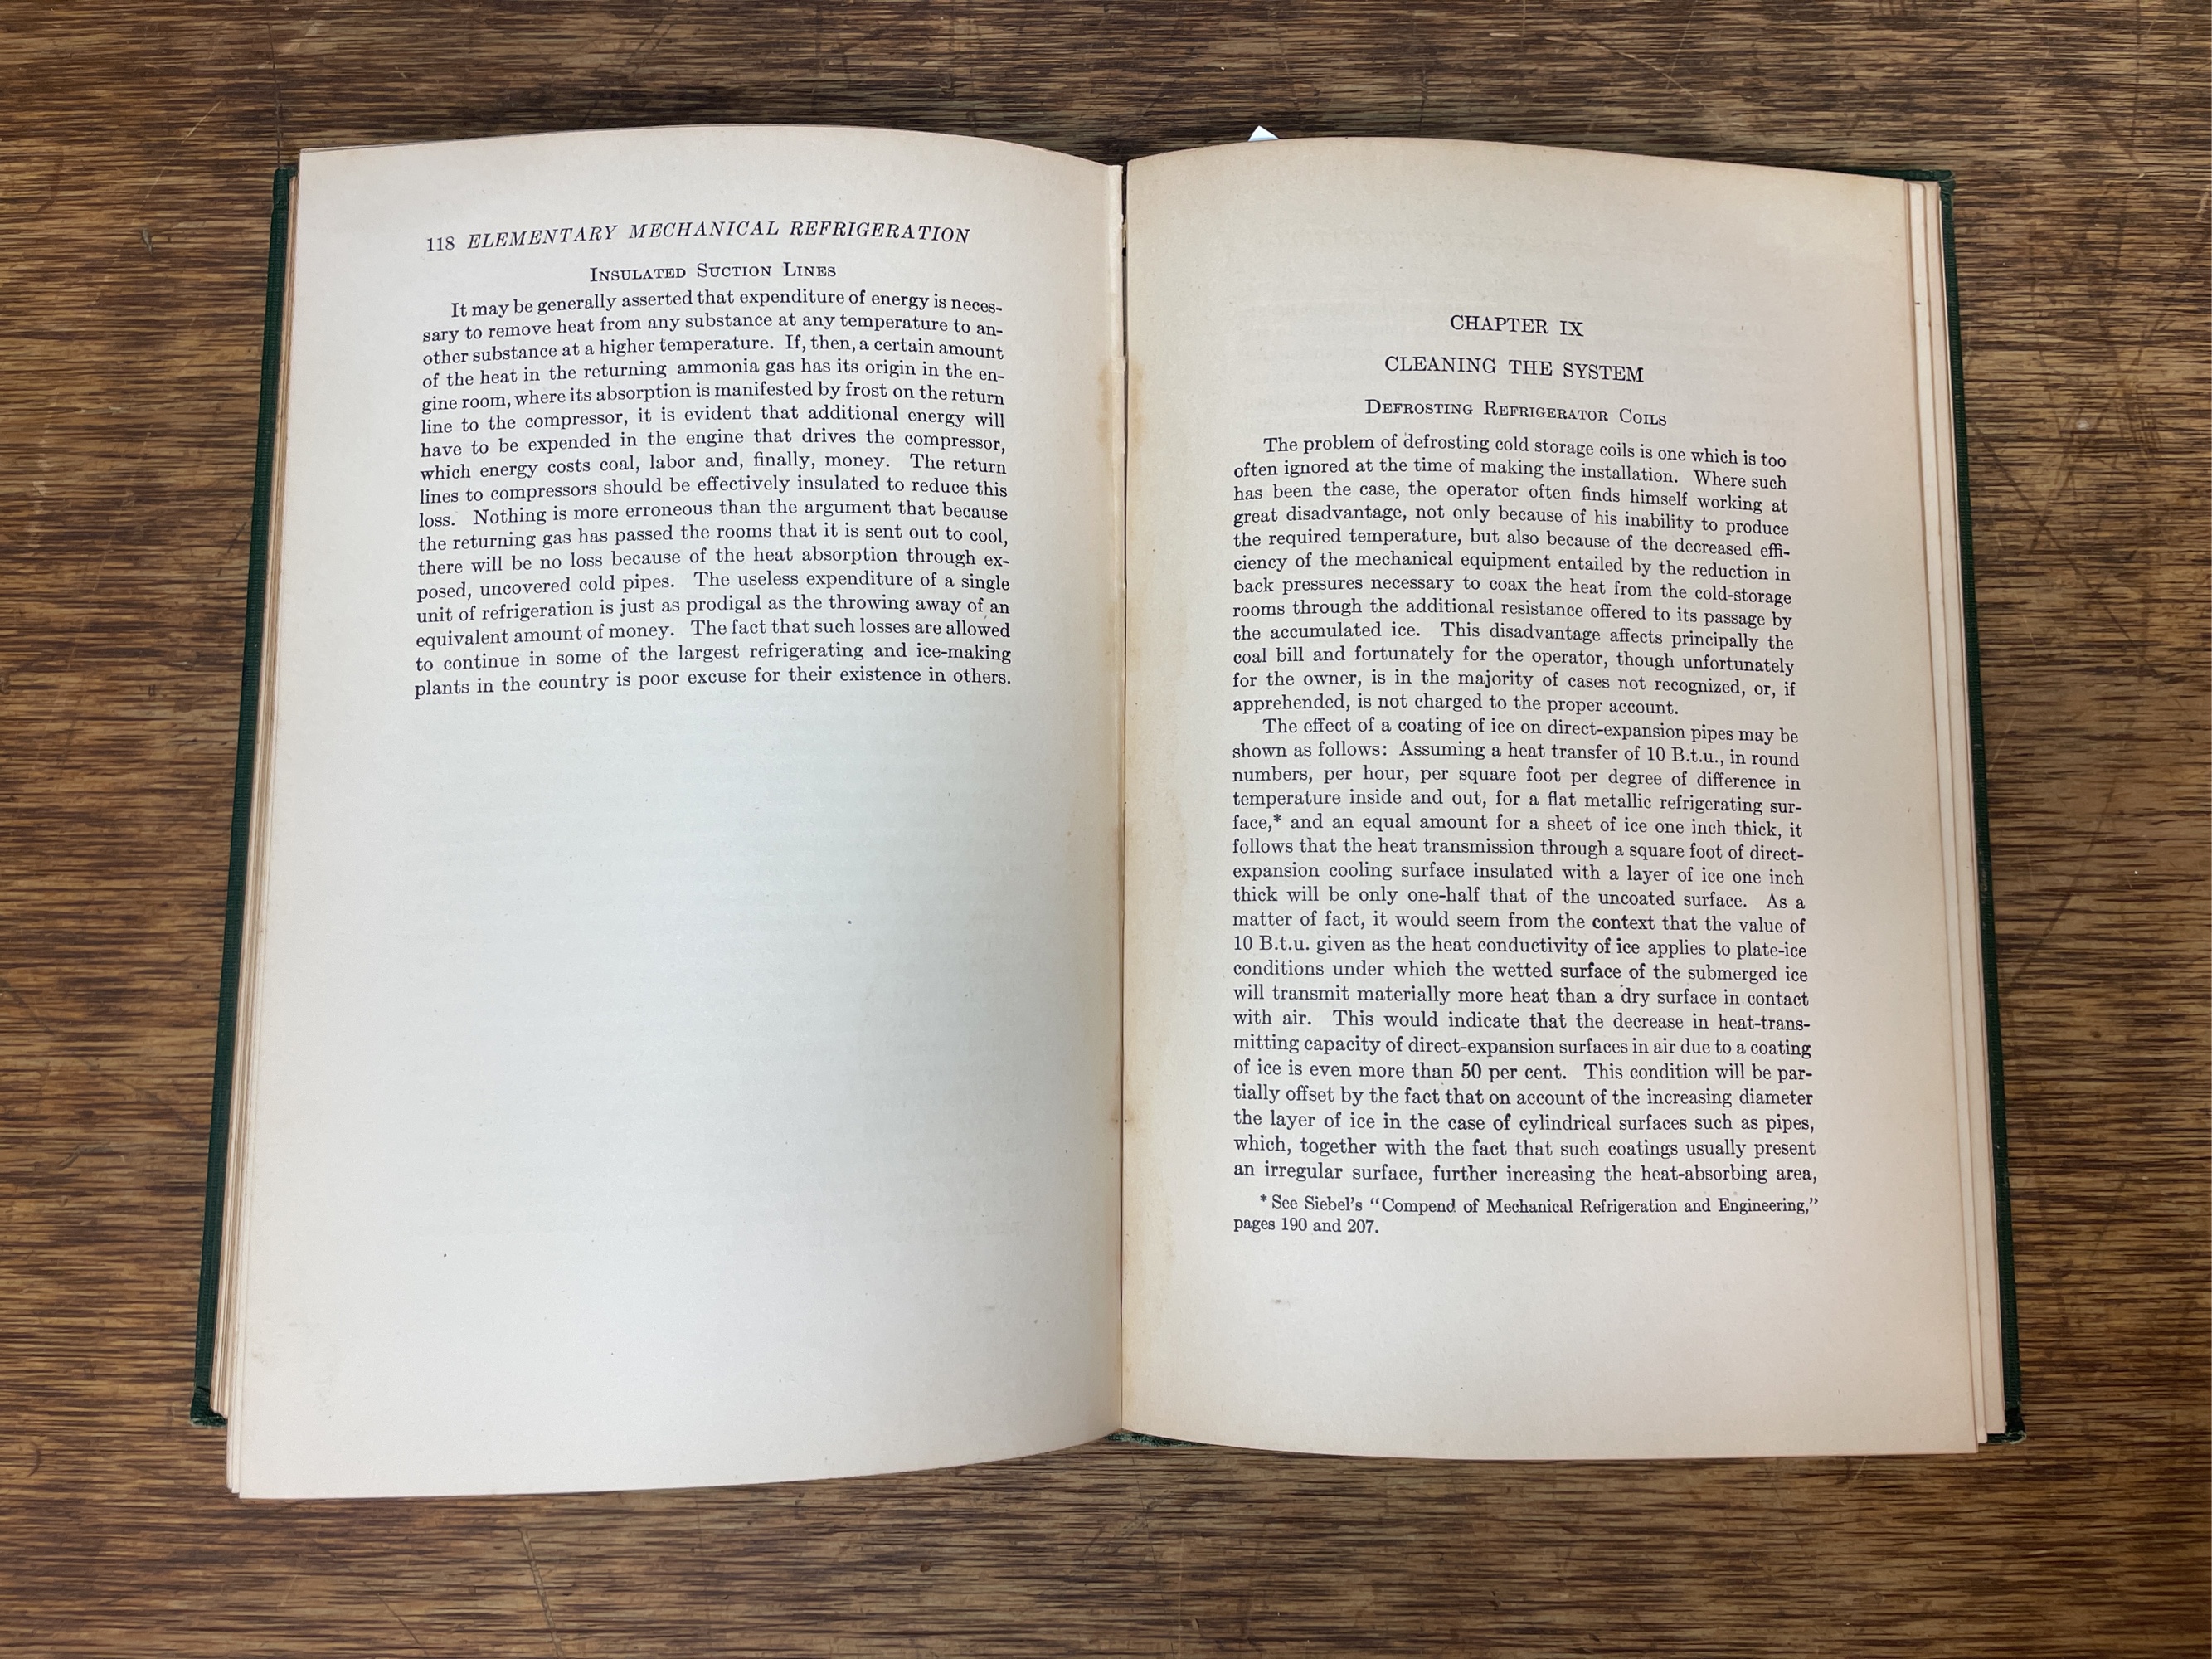 118 ELEMENTARY MECHANICAL REFRIGERATION
Insulated Suction Lines
It may be generally asserted that expenditure of energy is neces-
sary to remove heat from any substance at any temperature to an-
other substance at a higher temperature. If, then, a certain amount
of the heat in the returning ammonia gas has its origin in the en-
gine room, where its absorption is manifested by frost on the return
line to the compressor, it is evident that additional energy will
have to be expended in the engine that drives the compressor,
which energy costs coal, labor and, finally, money. The return
lines to compressors should be effectively insulated to reduce this
loss. Nothing is more erroneous than the argument that because
the returning gas has passed the rooms that it is sent out to cool,
there will be no loss because of the heat absorption through ex-
posed, uncovered cold pipes. The useless expenditure of a single
unit of refrigeration is just as prodigal as the throwing away of an
equivalent amount of money. The fact that such losses are allowed
to continue in some of the largest refrigerating and ice-making
plants in the country is poor excuse for their existence in others.
CHAPTER IX
CLEANING THE SYSTEM
Defrosting Refrigerator Coils
The problem of defrosting cold storage coils is one which is too
often ignored at the time of making the installation. Where such
has been the case, the operator often finds himself working at
great disadvantage, not only because of his inability to produce
the required temperature, but also because of the decreased effi-
ciency of the mechanical equipment entailed by the reduction in
back pressures necessary to coax the heat from the cold-storage
rooms through the additional resistance offered to its passage by
the accumulated ice. This disadvantage affects principally the
coal bill and fortunately for the operator, though unfortunately
for the owner, is in the majority of cases not recognized, or, if
apprehended, is not charged to the proper account.
The effect of a coating of ice on direct-expansion pipes may be
shown as follows: Assuming a heat transfer of 10 B.t.u., in round
numbers, per hour, per square foot per degree of difference in
temperature inside and out, for a flat metallic refrigerating sur-
face,* and an equal amount for a sheet of ice one inch thick, it
follows that the heat transmission through a square foot of direct-
expansion cooling surface insulated with a layer of ice one inch
thick will be only one-half that of the uncoated surface. As a
matter of fact, it would seem from the context that the value of
10 B.t.u. given as the heat conductivity of ice applies to plate-ice
conditions under which the wetted surface of the submerged ice
will transmit materially more heat than a dry surface in contact
with air. This would indicate that the decrease in heat-trans-
mitting capacity of direct-expansion surfaces in air due to a coating
of ice is even more than 50 per cent. This condition will be par-
tially offset by the fact that on account of the increasing diameter
the layer of ice in the case of cylindrical surfaces such as pipes,
which, together with the fact that such coatings usually present
an irregular surface, further increasing the heat-absorbing area,
* See Siebel's "Compend of Mechanical Refrigeration and Engineering,"
pages 190 and 207.